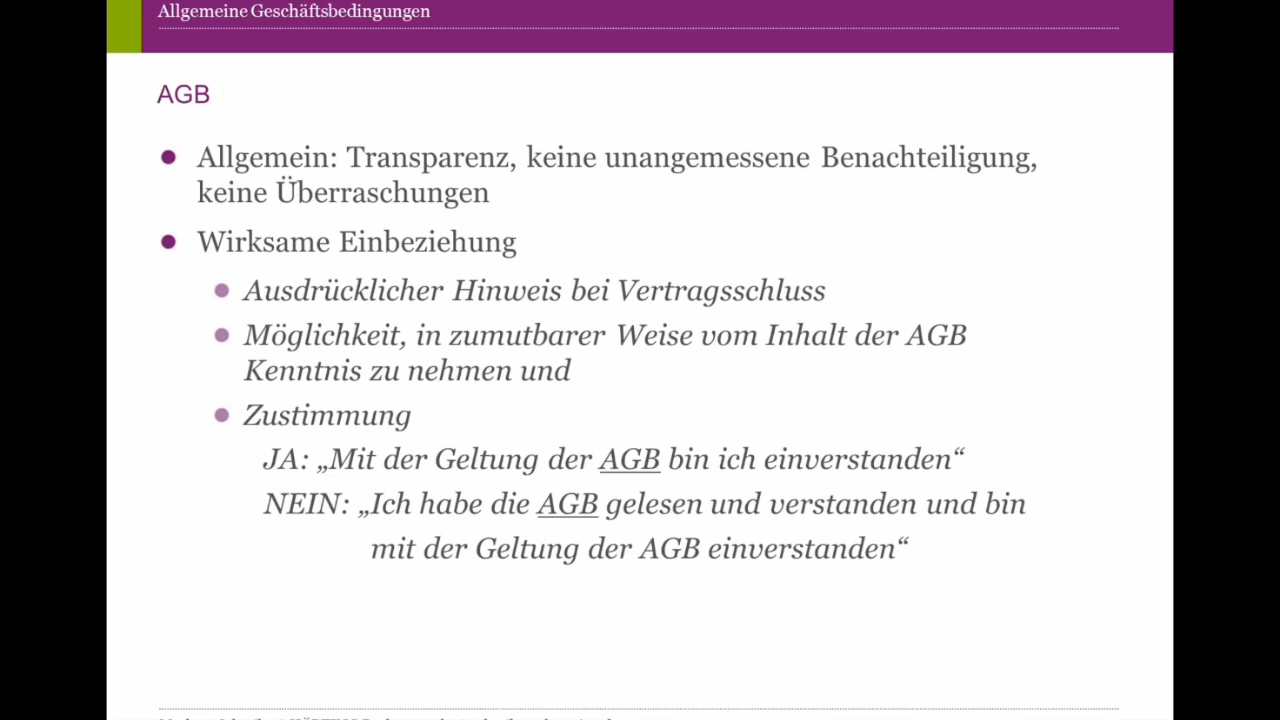 Allgemeine Geschäftsbedingungen
AGB
Allgemein: Transparenz, keine unangemessene Benachteiligung,
keine Überraschungen
Wirksame Einbeziehung
Ausdrücklicher Hinweis bei Vertragsschluss
Möglichkeit, in zumutbarer Weise vom Inhalt der AGB
Kenntnis zu nehmen und
Zustimmung
JA: „Mit der Geltung der AGB bin ich einverstanden“
NEIN: „Ich habe die AGB gelesen und verstanden und bin
mit der Geltung der AGB einverstanden“